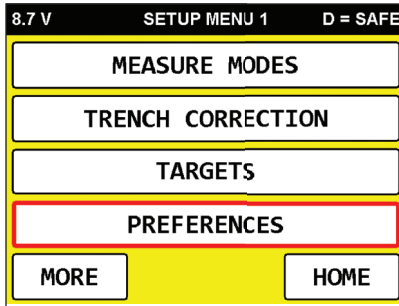 8.7 V SETUP MENU 1 D = SAFE
MEASURE MODES
TRENCH CORRECTION
TARGETS
PREFERENCES
MORE HOME